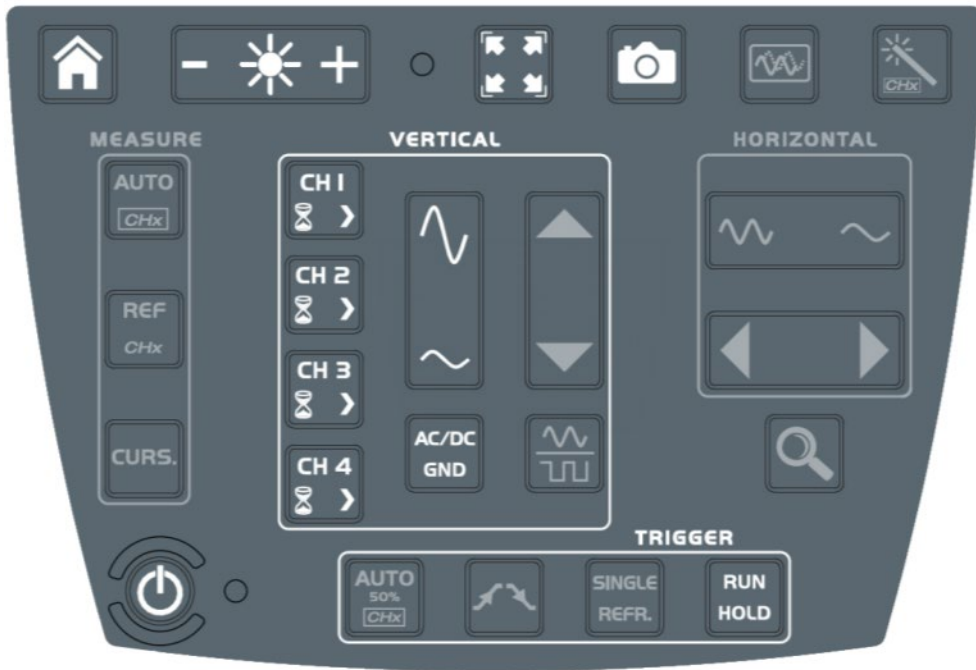 CHx
MEASURE
AUTO
CHx
REF
CHx
CURS.
VERTICAL
CH 1
CH 2
CH 3
CH 4
AC/DC
GND
HORIZONTAL
TRIGGER
AUTO
50%
CHx
SINGLE
REFR.
RUN
HOLD